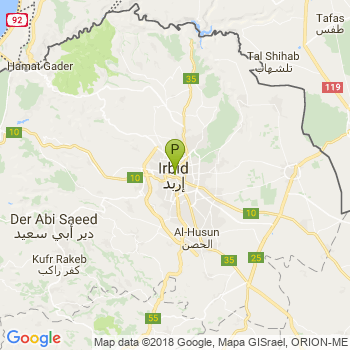 92
Tafas
طفس
Hamat Gader
35
Tal Shihab
تل شهاب
119
10
P
Irbid
إربد
10
10
Der Abi Saeed
دير أبي سعيد
Al-Husun
الحصن
Kufr Rakeb
كفر راكب
25
35
55
Google
Map data ©2018 Google, MapaGISrael, ORION-ME